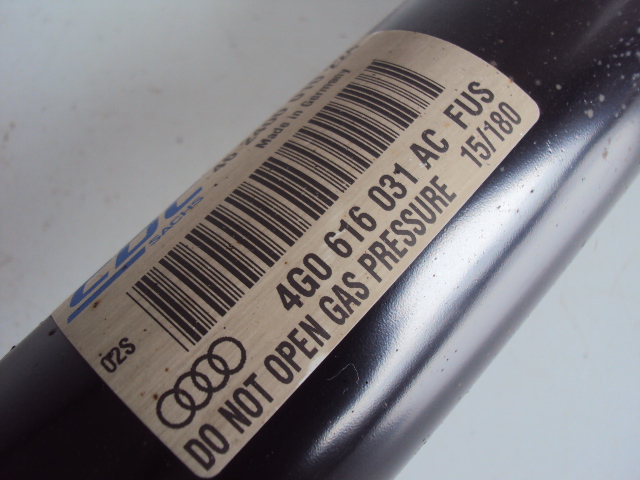 CDC
SACHS
Made in Germany
4G0 616 031 AC FUS
02S
DO NOT OPEN GAS PRESSURE 15/180